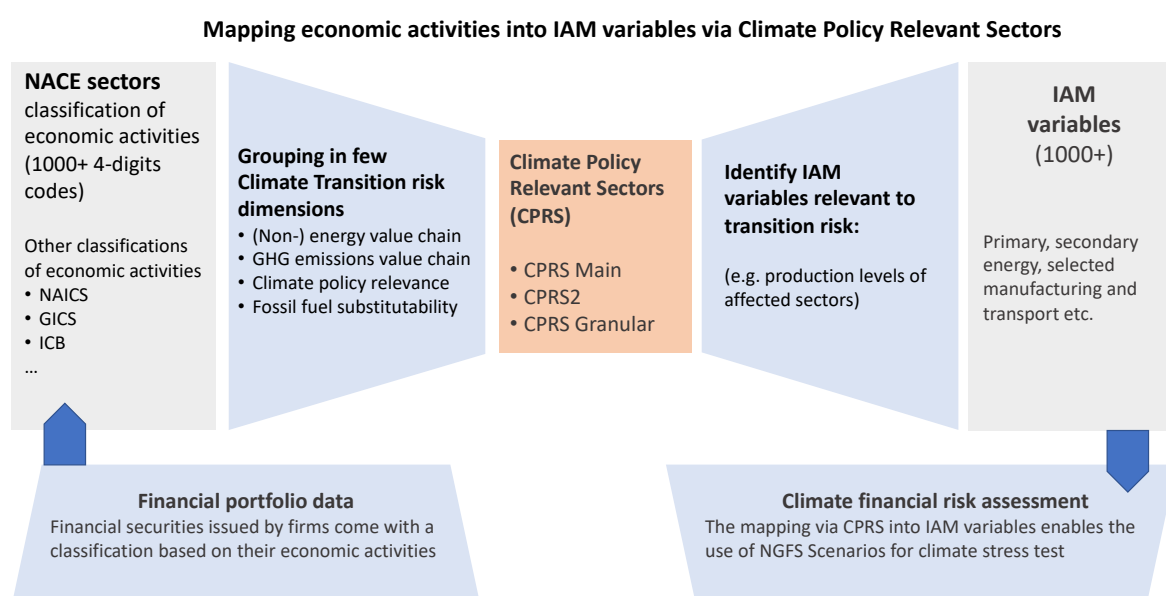 Mapping economic activities into IAM variables via Climate Policy Relevant Sectors
NACE sectors
classification of
economic activities
(1000+ 4-digits
codes)
Other classifications
of economic activities
• NAICS
• GICS
• ICB
…
Grouping in few
Climate Transition risk
dimensions
• (Non-) energy value chain
• GHG emissions value chain
• Climate policy relevance
• Fossil fuel substitutability
Climate Policy
Relevant Sectors
(CPRS)
• CPRS Main
• CPRS2
• CPRS Granular
Identify IAM
variables relevant to
transition risk:
(e.g. production levels of
affected sectors)
IAM
variables
(1000+)
Primary, secondary
energy, selected
manufacturing and
transport etc.
Financial portfolio data
Financial securities issued by firms come with a
classification based on their economic activities
Climate financial risk assessment
The mapping via CPRS into IAM variables enables the
use of NGFS Scenarios for climate stress test